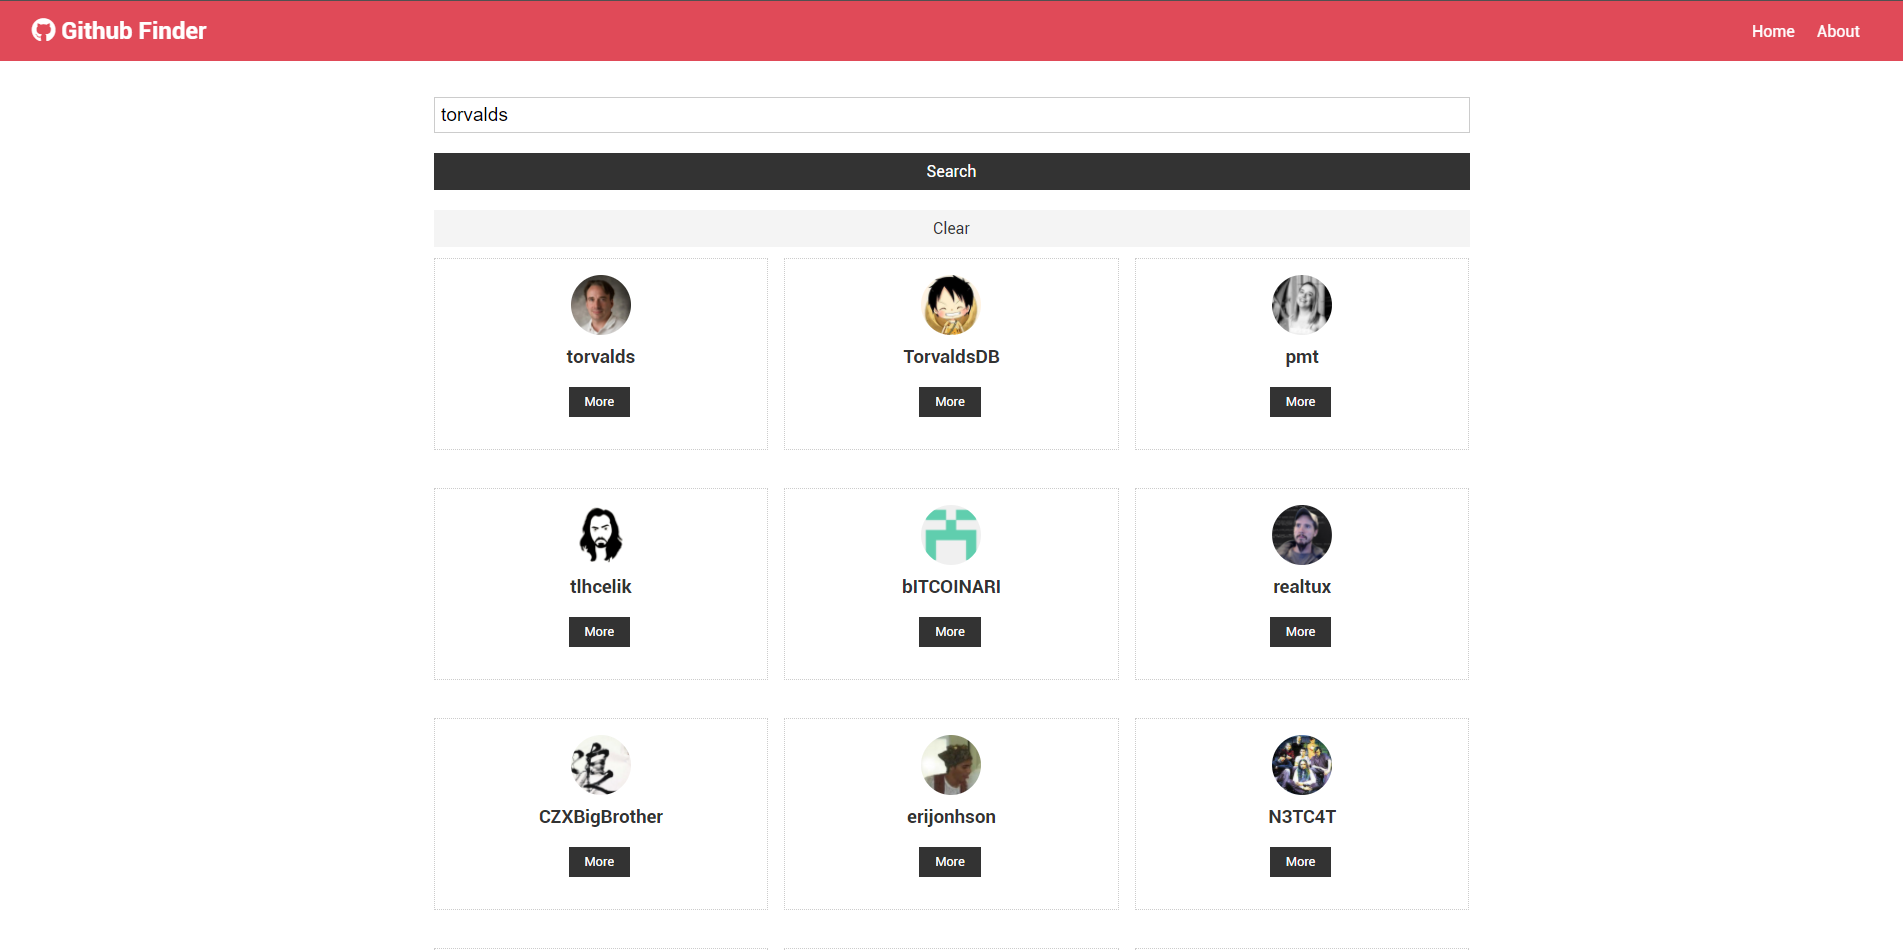 Github Finder
Home About
torvalds
Search
Clear
torvalds
More
TorvaldsDB
More
pmt
More
tlhcelik
More
bITCOINARI
More
realtux
More
浪
CZXBigBrother
More
erijonhson
More
N3TC4T
More